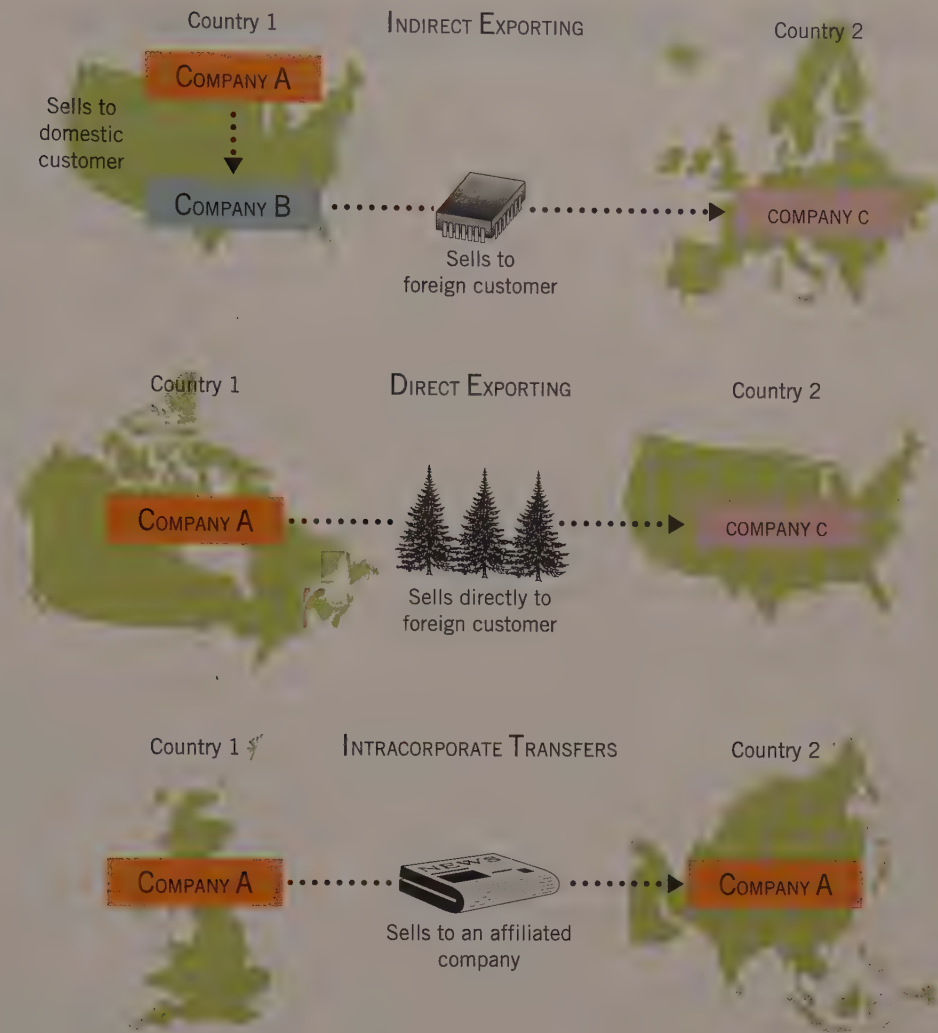 Country 1
INDIRECT EXPORTING
Country 2
COMPANY A
Sells to
domestic
customer
COMPANY B
COMPANY C
Sells to
foreign customer
Country 1
DIRECT EXPORTING
Country 2
COMPANY A
COMPANY C
Sells directly to
foreign customer
Country 1
INTRACORPORATE TRANSFERS
Country 2
COMPANY A
NEWS
COMPANY A
Sells to an affiliated
company